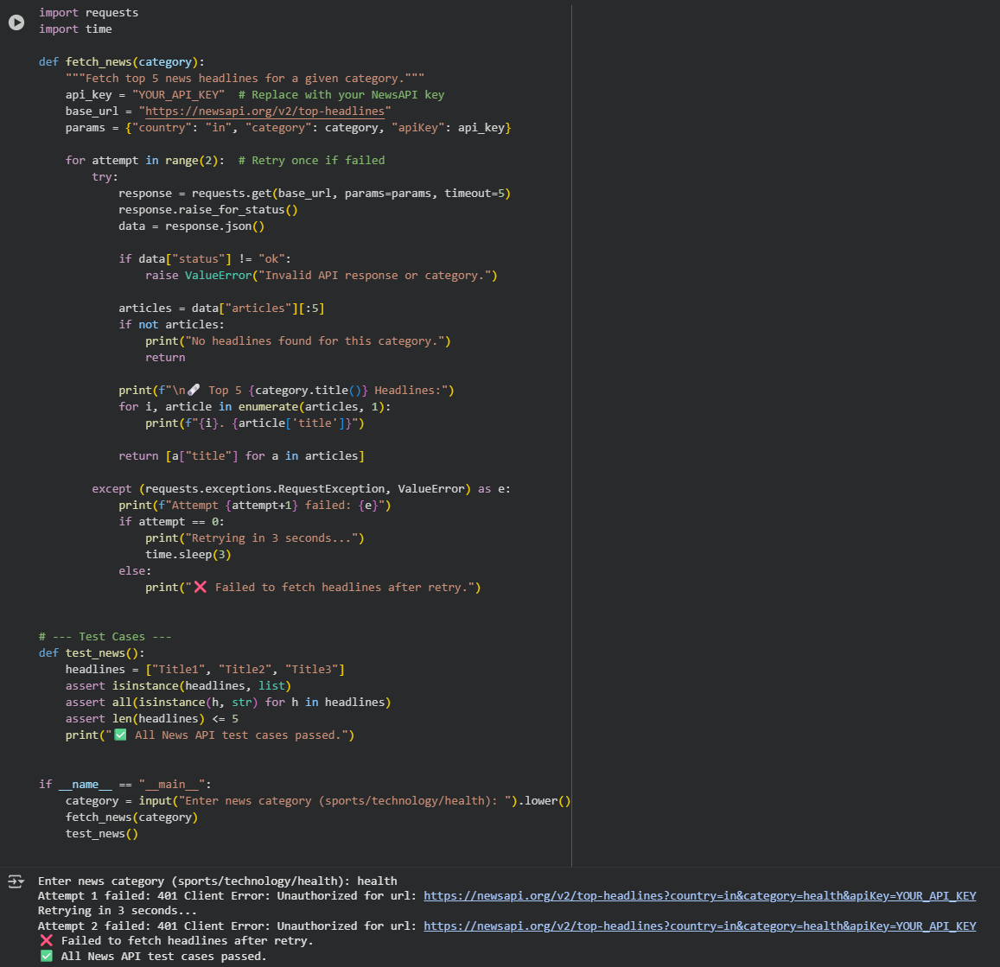 import requests
import time
def fetch_news(category):
    """Fetch top 5 news headlines for a given category."""
    api_key = "YOUR_API_KEY"  # Replace with your NewsAPI key
    base_url = "https://newsapi.org/v2/top-headlines"
    params = {"country": "in", "category": category, "apiKey": api_key}
    for attempt in range(2):  # Retry once if failed
        try:
            response = requests.get(base_url, params=params, timeout=5)
            response.raise_for_status()
            data = response.json()
            if data["status"] != "ok":
                raise ValueError("Invalid API response or category.")
            articles = data["articles"][:5]
            if not articles:
                print("No headlines found for this category.")
                return
            print(f"\n🗞️ Top 5 {category.title()} Headlines:")
            for i, article in enumerate(articles, 1):
                print(f"{i}. {article['title']}")
            return [a["title"] for a in articles]
        except (requests.exceptions.RequestException, ValueError) as e:
            print(f"Attempt {attempt+1} failed: {e}")
            if attempt == 0:
                print("Retrying in 3 seconds...")
                time.sleep(3)
            else:
                print("❌ Failed to fetch headlines after retry.")
# --- Test Cases ---
def test_news():
    headlines = ["Title1", "Title2", "Title3"]
    assert isinstance(headlines, list)
    assert all(isinstance(h, str) for h in headlines)
    assert len(headlines) <= 5
    print("✅ All News API test cases passed.")
if __name__ == "__main__":
    category = input("Enter news category (sports/technology/health): ").lower()
    fetch_news(category)
    test_news()
Enter news category (sports/technology/health): health
Attempt 1 failed: 401 Client Error: Unauthorized for url: https://newsapi.org/v2/top-headlines?country=in&category=health&apiKey=YOUR_API_KEY
Retrying in 3 seconds...
Attempt 2 failed: 401 Client Error: Unauthorized for url: https://newsapi.org/v2/top-headlines?country=in&category=health&apiKey=YOUR_API_KEY
❌ Failed to fetch headlines after retry.
✅ All News API test cases passed.